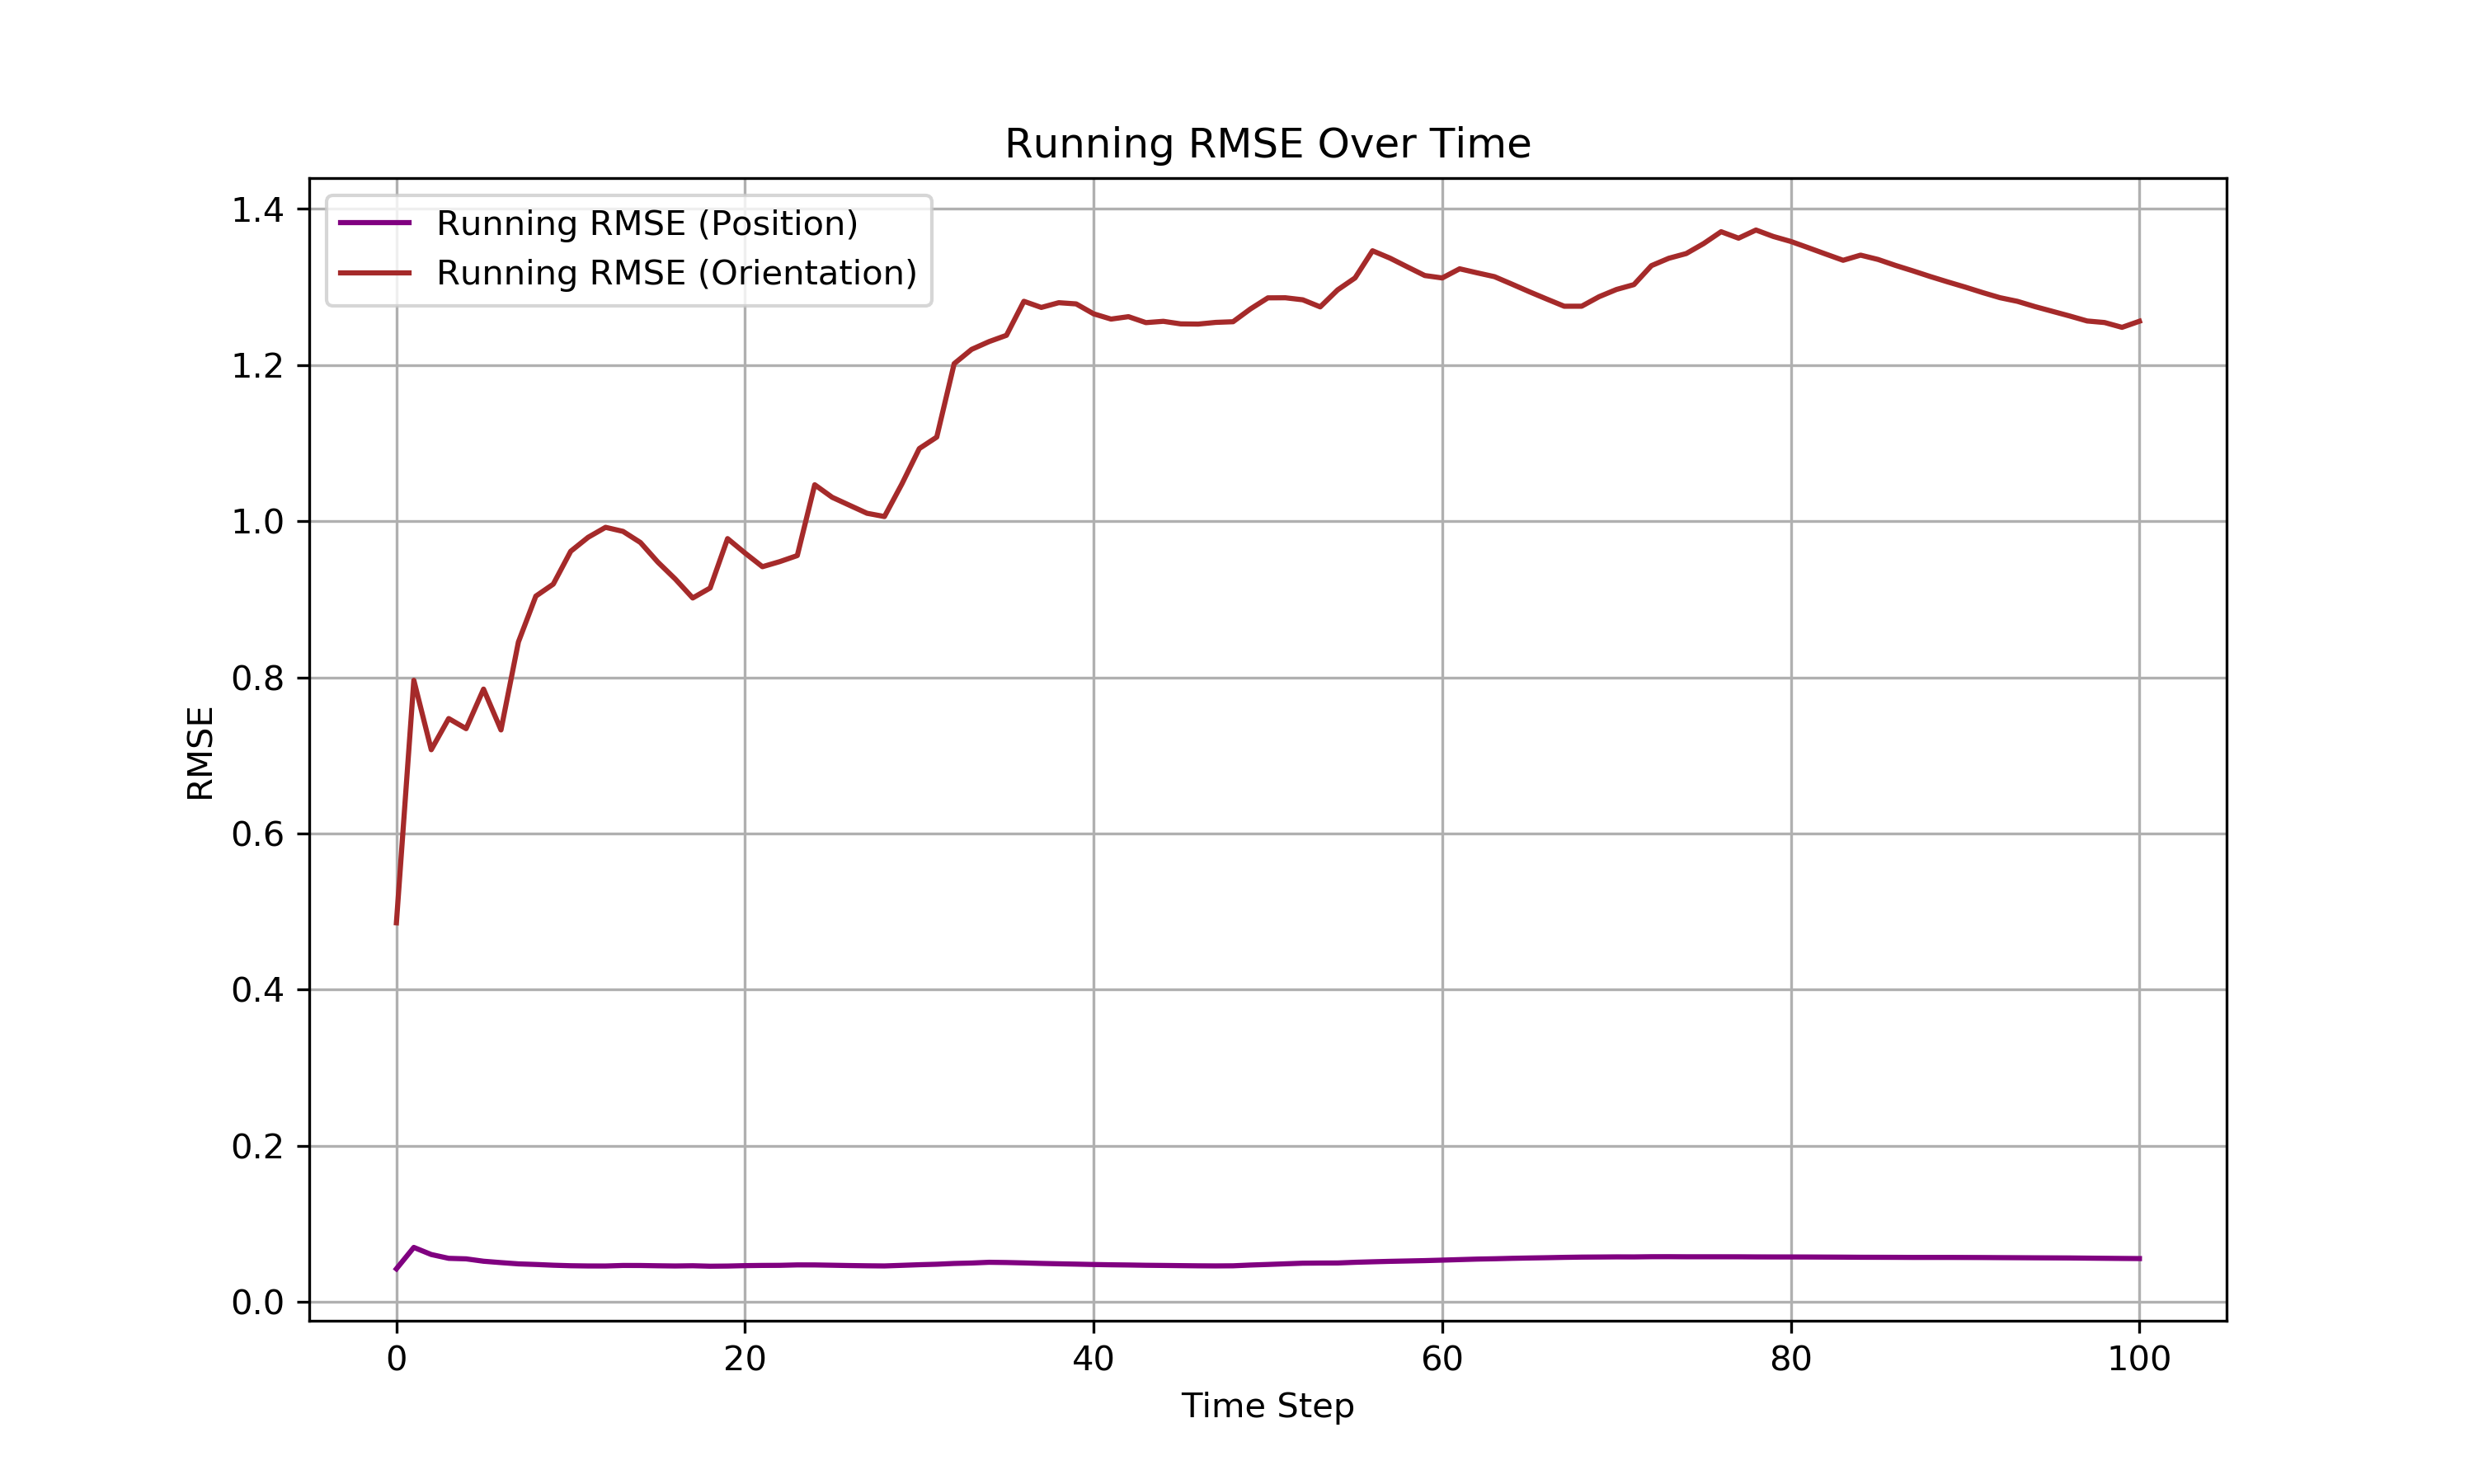 Running RMSE Over Time
Running RMSE (Position)
Running RMSE (Orientation)
RMSE
1.4
1.2
1.0
0.8
0.6
0.4
0.2
0.0
0 20 40 60 80 100
Time Step